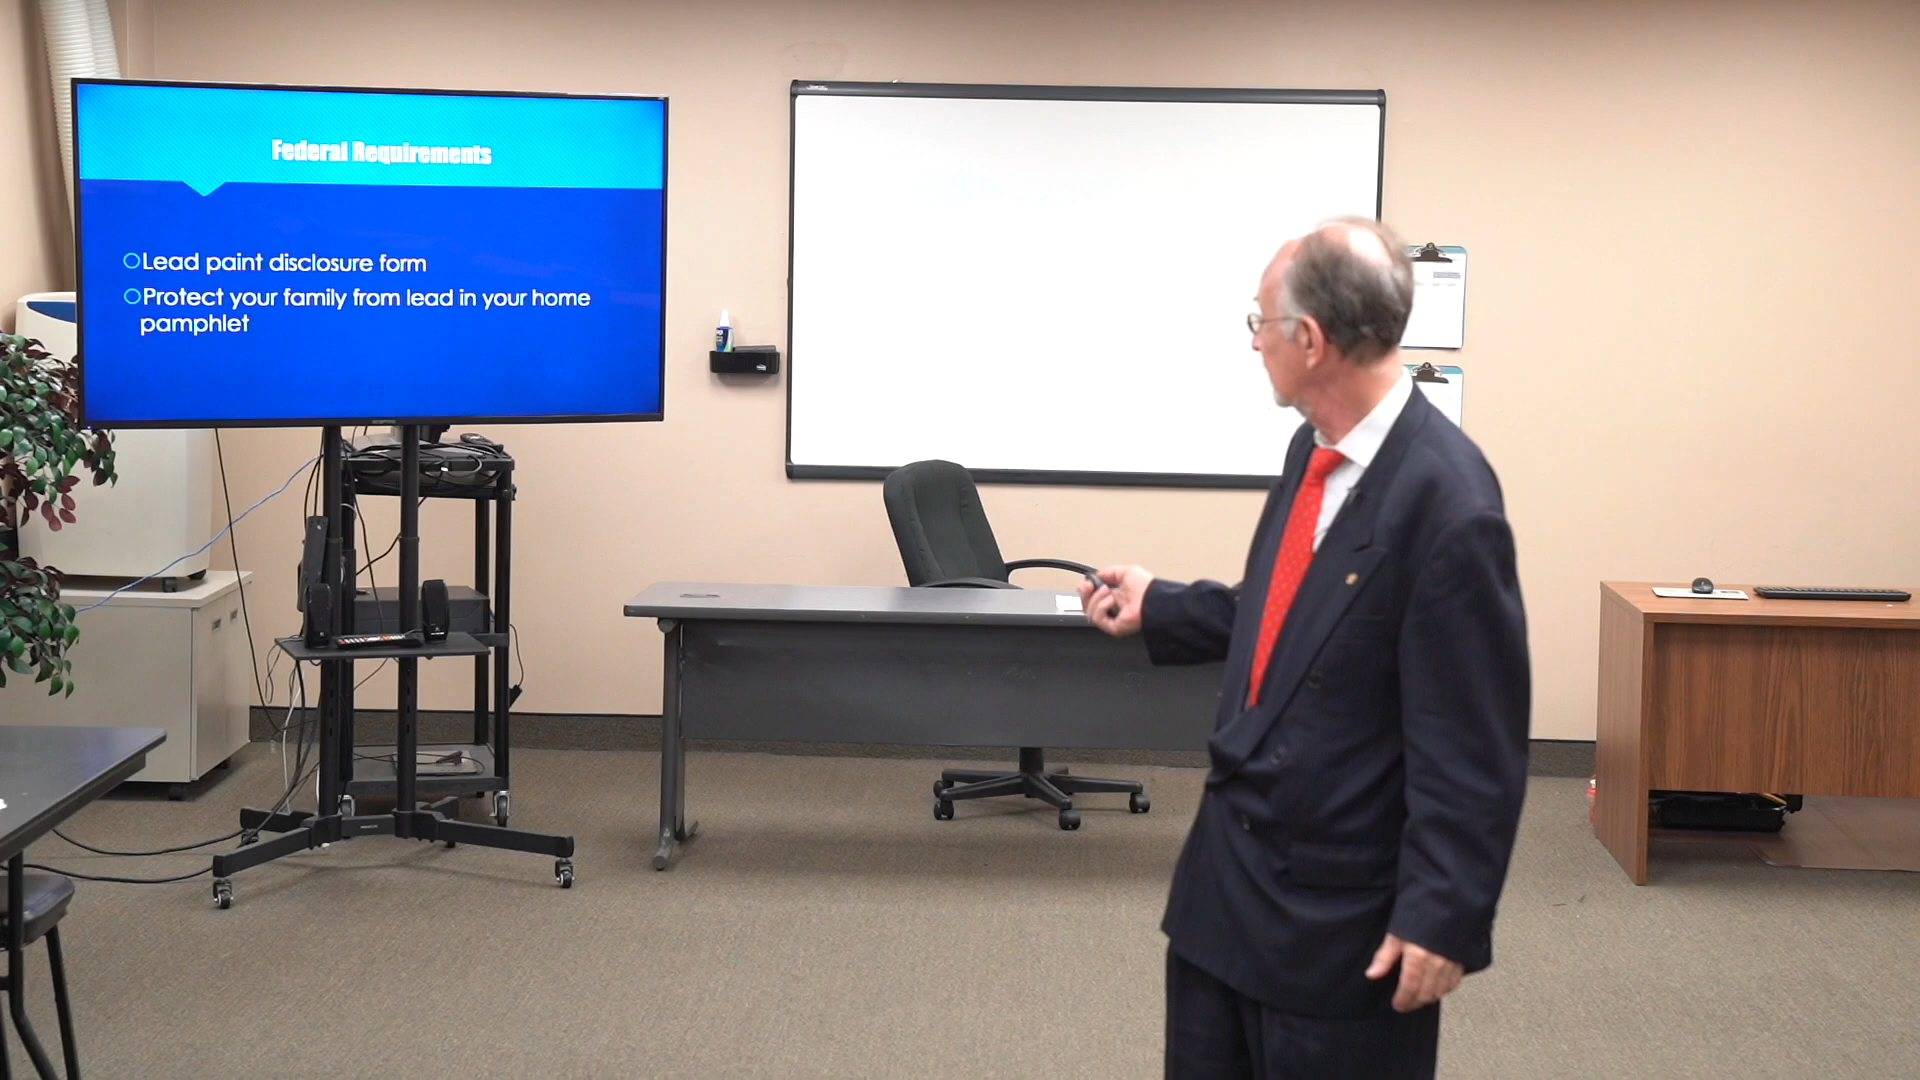 Federal Requirements
Lead paint disclosure form
Protect your family from lead in your home
pamphlet